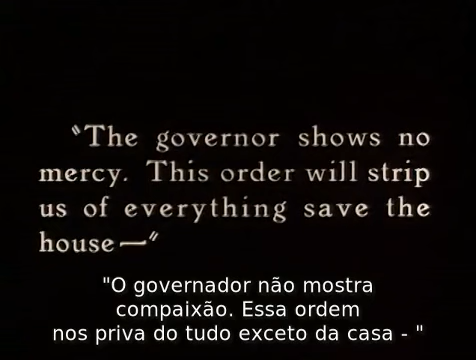 "The governor shows no
mercy. This order will strip
us of everything save the
house—"
"O governador não mostra
compaixão. Essa ordem
nos priva do tudo exceto da casa - "